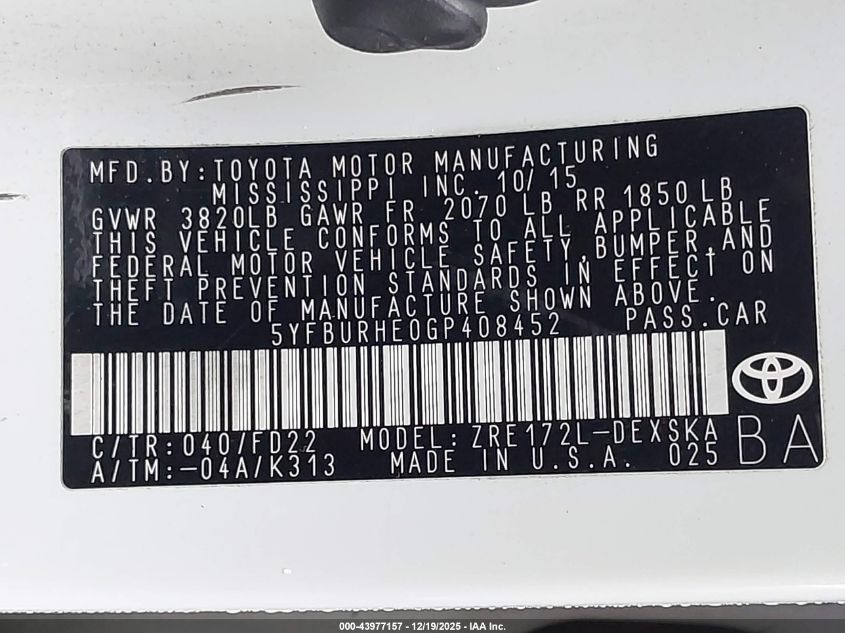 MFD.BY:TOYOTA MOTOR MANUFACTURING
MISSISSIPPI INC. 10/15
GVWR 3820LB GAWR FR 2070 LB RR 1850 LB
THIS VEHICLE CONFORMS TO ALL APPLICABLE
FEDERAL MOTOR VEHICLE SAFETY,BUMPER,AND
THEFT PREVENTION STANDARDS IN EFFECT ON
THE DATE OF MANUFACTURE SHOWN ABOVE.
5YFBURHE0GP408452 PASS.CAR
C/TR:040/FD22 MODEL:ZRE172L-DEXSKA
A/TM:-04A/K313 MADE IN U.S.A. 025 BA
000-43977157 - 12/19/2025 - IAA Inc.